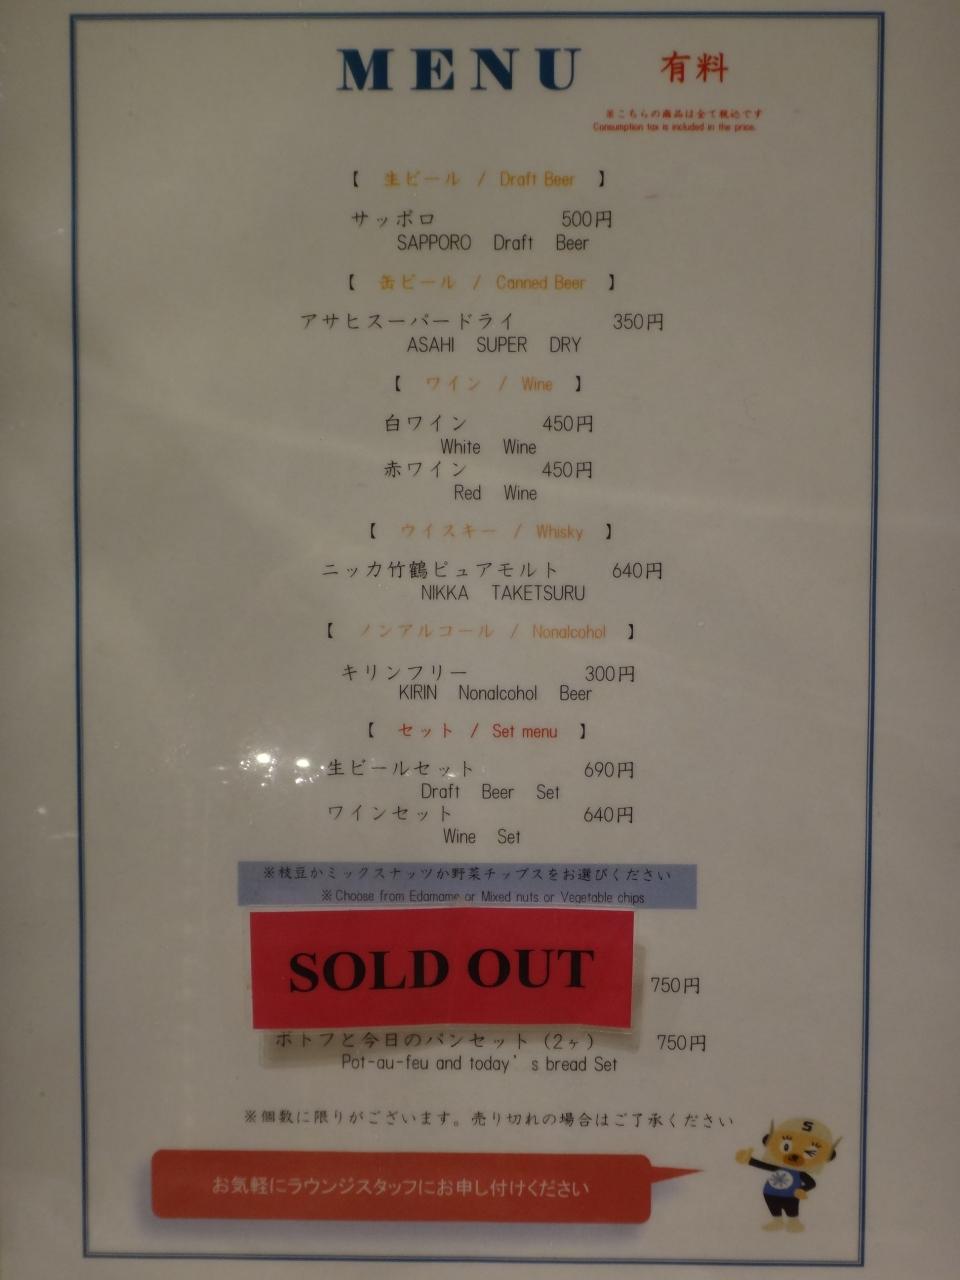 MENU 有料
※こちらの商品は全て税込です
Consumption tax is included in the price.
【 生ビール / Draft Beer 】
サッポロ 500円
SAPPORO Draft Beer
【 缶ビール / Canned Beer 】
アサヒスーパードライ 350円
ASAHI SUPER DRY
【 ワイン / Wine 】
白ワイン 450円
White Wine
赤ワイン 450円
Red Wine
【 ウイスキー / Whisky 】
ニッカ竹鶴ピュアモルト 640円
NIKKA TAKETSURU
【 ノンアルコール / Nonalcohol 】
キリンフリー 300円
KIRIN Nonalcohol Beer
【 セット / Set menu 】
生ビールセット 690円
Draft Beer Set
ワインセット 640円
Wine Set
※枝豆かミックスナッツか野菜チップスをお選びください
※Choose from Edamame or Mixed nuts or Vegetable chips
SOLD OUT 750円
ポトフと今日のパンセット（2ヶ） 750円
Pot-au-feu and today's bread Set
※個数に限りがございます。売り切れの場合はご了承ください
お気軽にラウンジスタッフにお申し付けください
S